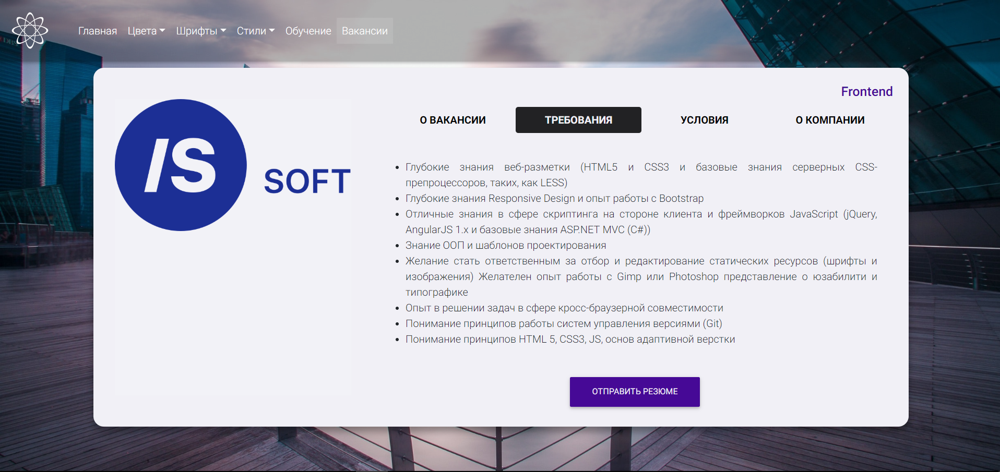 Главная Цвета Шрифты Стили Обучение Вакансии
Frontend
IS SOFT
О ВАКАНСИИ ТРЕБОВАНИЯ УСЛОВИЯ О КОМПАНИИ
• Глубокие знания веб-разметки (HTML5 и CSS3 и базовые знания серверных CSS-
препроцессоров, таких, как LESS)
• Глубокие знания Responsive Design и опыт работы с Bootstrap
• Отличные знания в сфере скриптинга на стороне клиента и фреймворков JavaScript (jQuery,
AngularJS 1.x и базовые знания ASP.NET MVC (C#))
• Знание ООП и шаблонов проектирования
• Желание стать ответственным за отбор и редактирование статических ресурсов (шрифты и
изображения) Желателен опыт работы с Gimp или Photoshop представление о юзабилити и
типографике
• Опыт в решении задач в сфере кросс-браузерной совместимости
• Понимание принципов работы систем управления версиями (Git)
• Понимание принципов HTML 5, CSS3, JS, основ адаптивной верстки
ОТПРАВИТЬ РЕЗЮМЕ